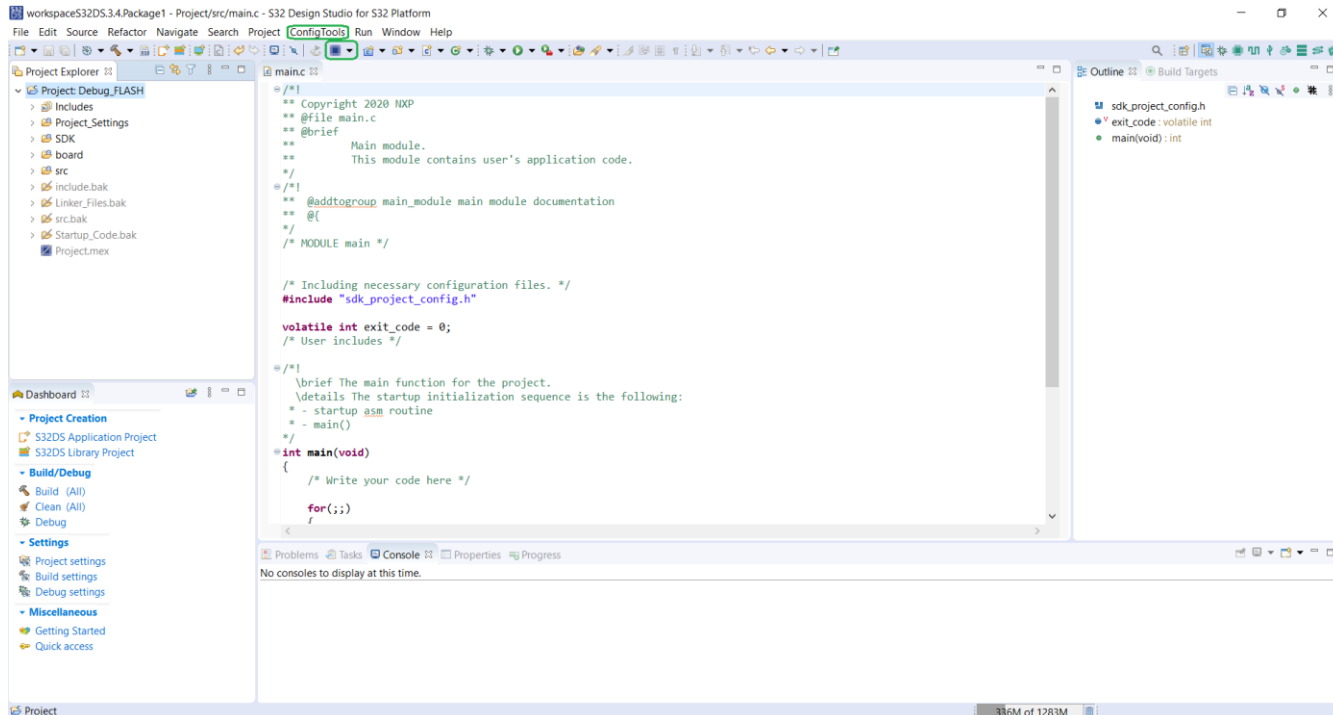 workspaceS32DS.3.4.Package1 - Project/src/main.c - S32 Design Studio for S32 Platform
File Edit Source Refactor Navigate Search Project ConfigTools Run Window Help
Project Explorer
Project: Debug_FLASH
Includes
Project_Settings
SDK
board
src
include.bak
Linker_Files.bak
src.bak
Startup_Code.bak
Project.mex
main.c
/*!
** Copyright 2020 NXP
** @file main.c
** @brief
** Main module.
** This module contains user's application code.
*/
/*!
** @addtogroup main_module main module documentation
** @{
*/
/* MODULE main */
/* Including necessary configuration files. */
#include "sdk_project_config.h"
volatile int exit_code = 0;
/* User includes */
/*!
\brief The main function for the project.
\details The startup initialization sequence is the following:
* - startup asm routine
* - main()
*/
int main(void)
{
/* Write your code here */
for(;;)
{
Outline Build Targets
sdk_project_config.h
exit_code : volatile int
main(void) : int
Dashboard
Project Creation
S32DS Application Project
S32DS Library Project
Build/Debug
Build (All)
Clean (All)
Debug
Settings
Project settings
Build settings
Debug settings
Miscellaneous
Getting Started
Quick access
Problems Tasks Console Properties Progress
No consoles to display at this time.
Project
336M of 1283M